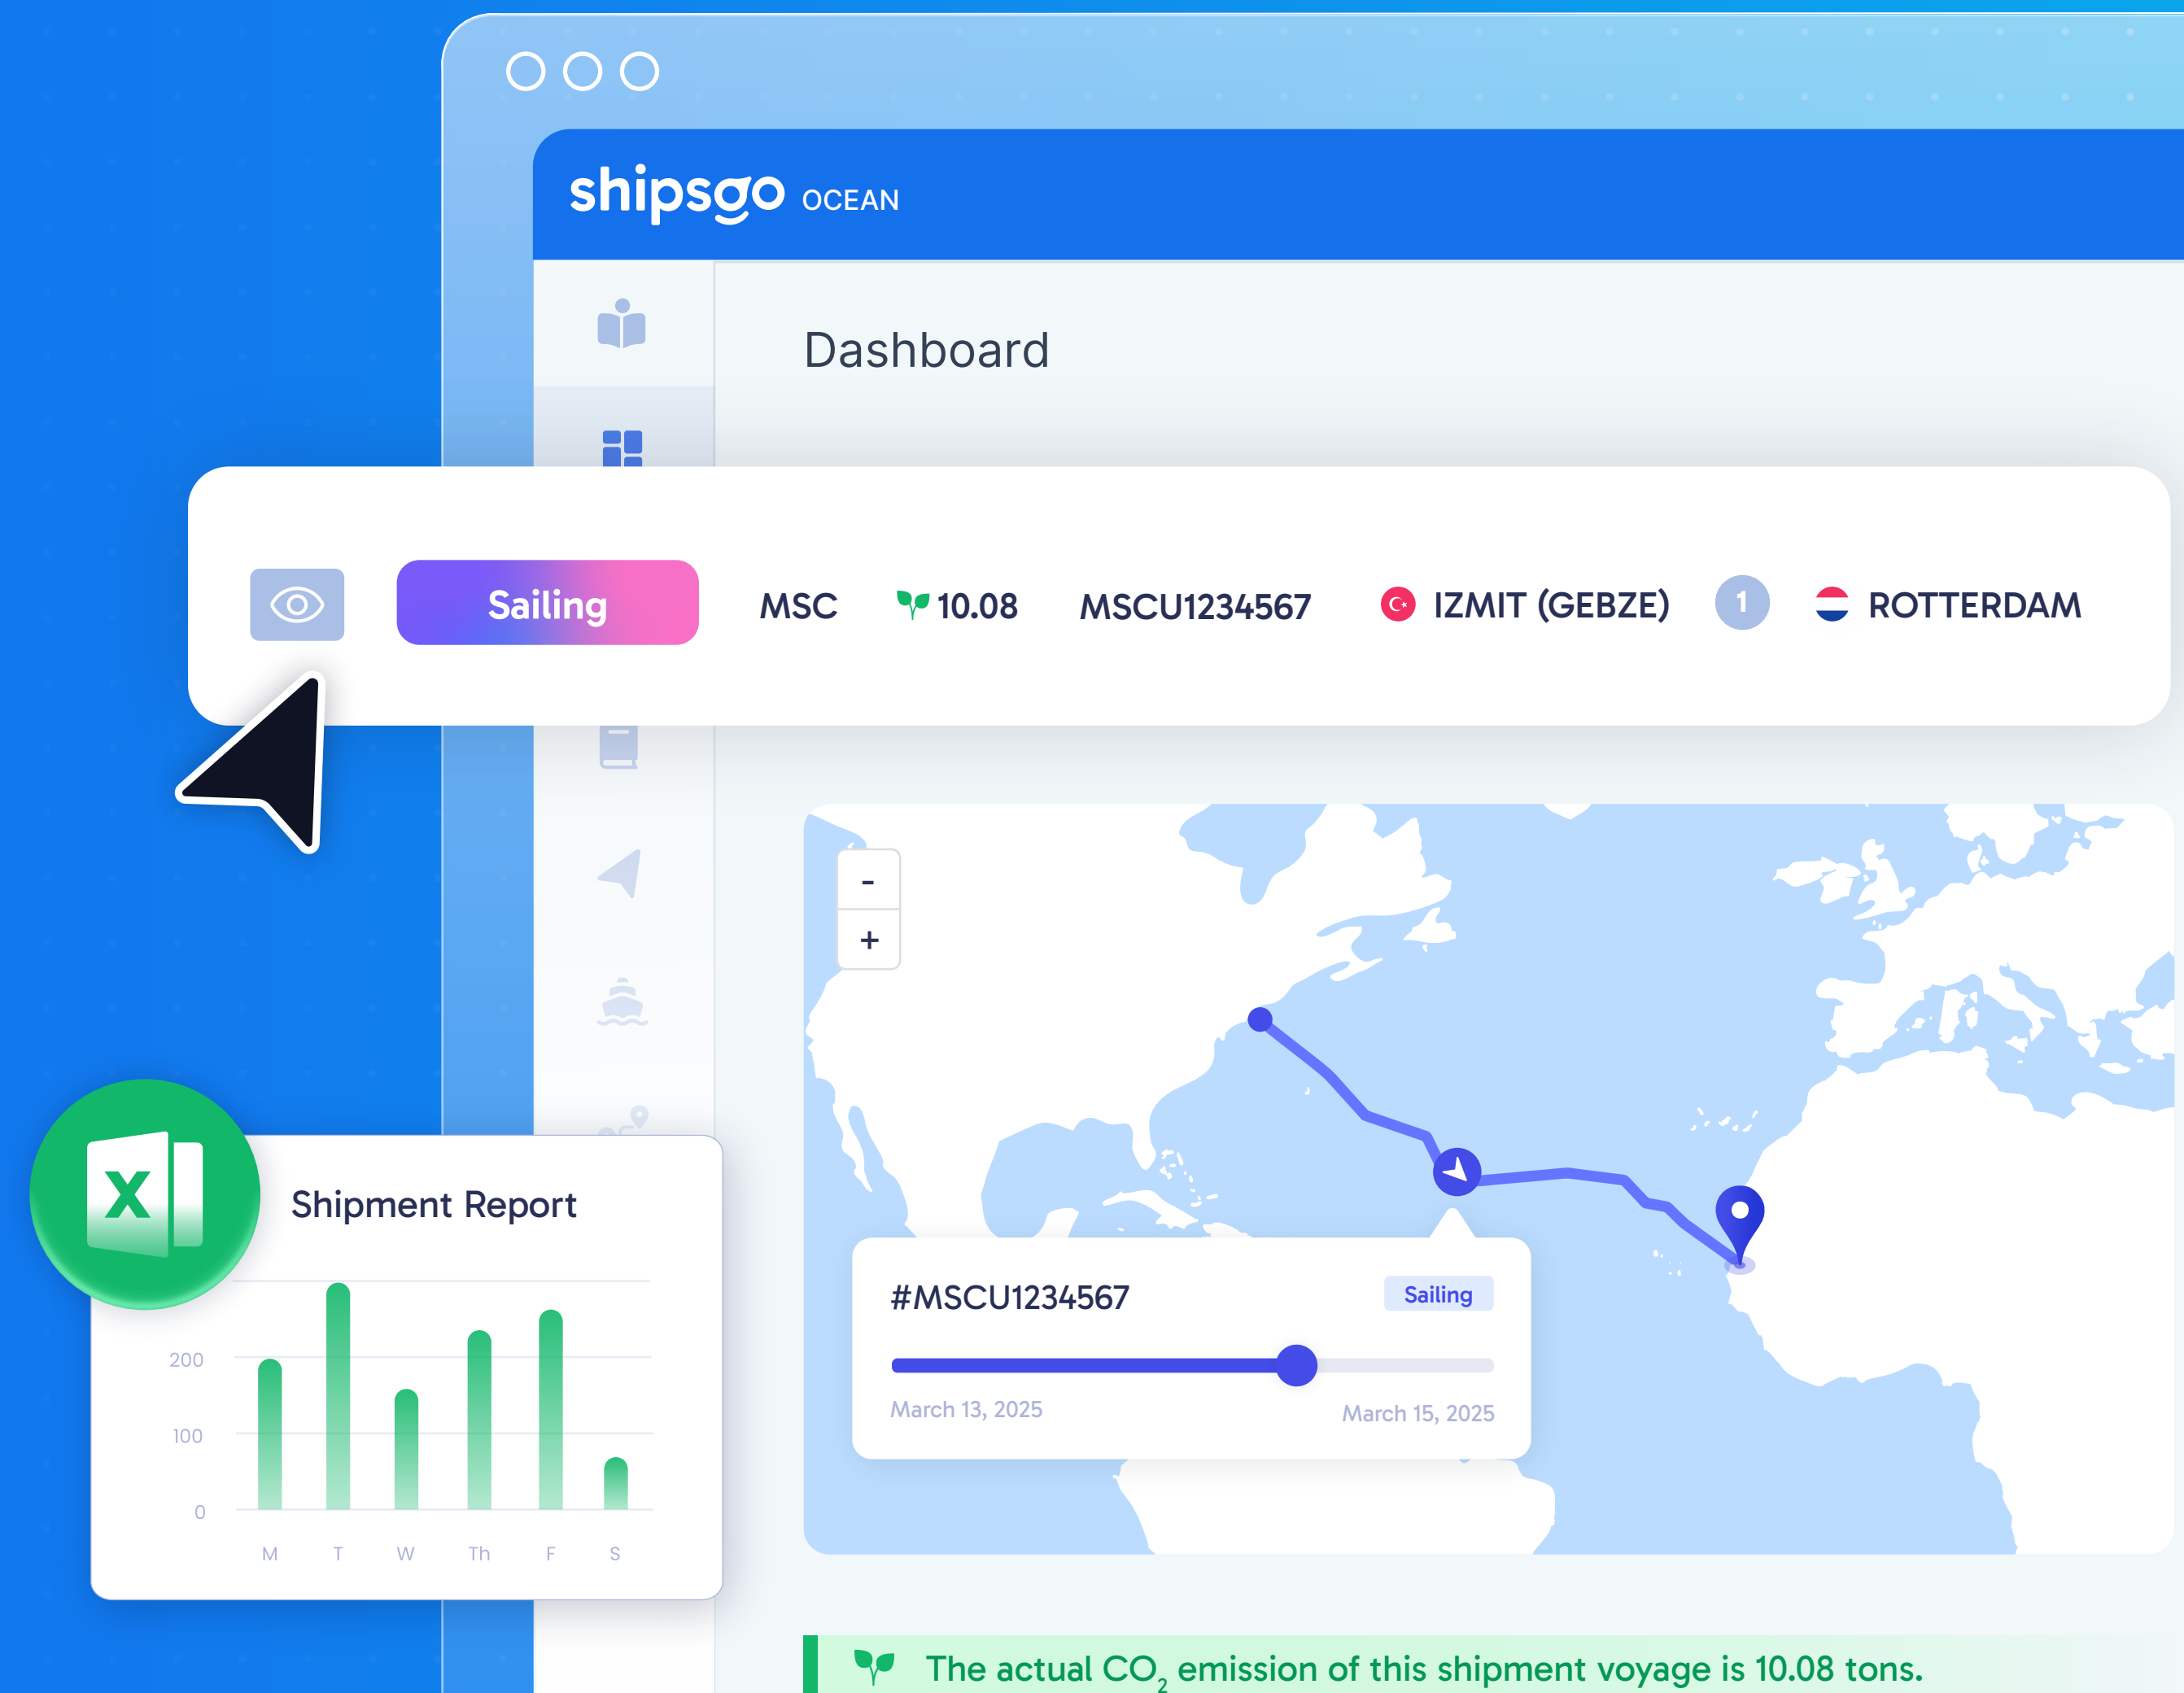 shipsgo OCEAN
Dashboard
Sailing MSC 10.08 MSCU1234567 IZMIT (GEBZE) 1 ROTTERDAM
-
+
X
Shipment Report
200
100
0
M T W Th F S
#MSCU1234567 Sailing
March 13, 2025 March 15, 2025
The actual CO2 emission of this shipment voyage is 10.08 tons.